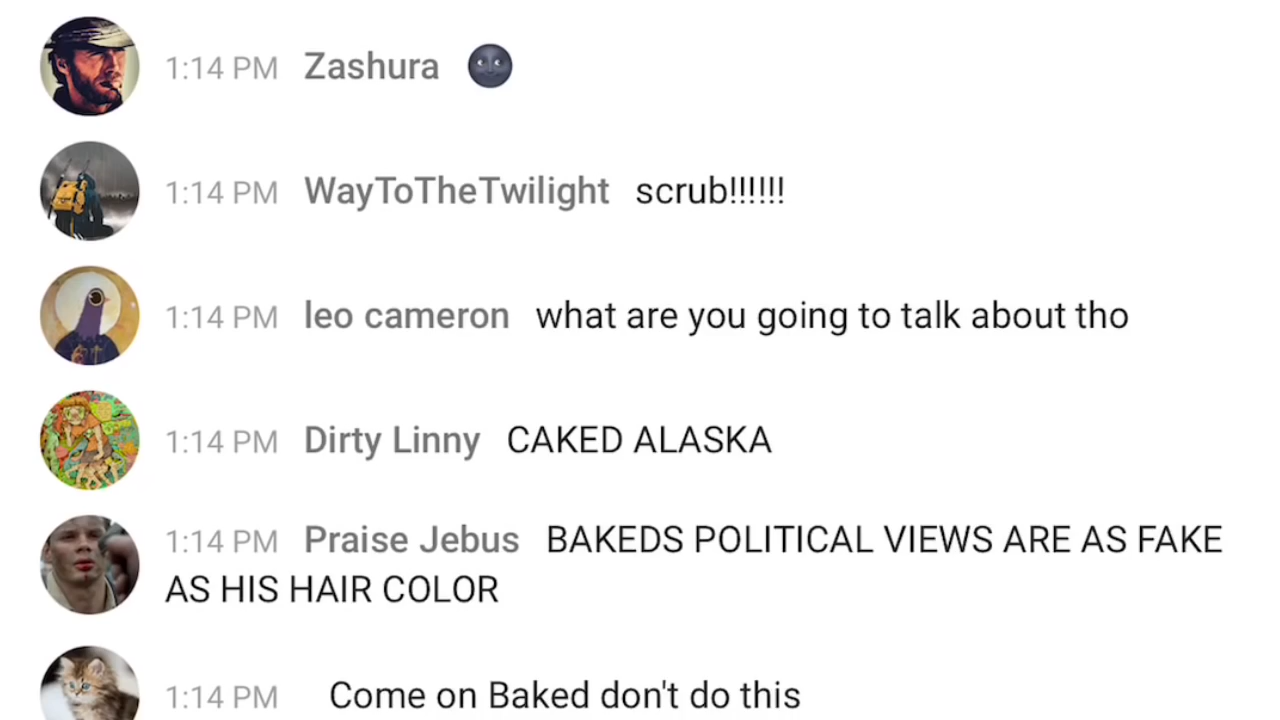 1:14 PM Zashura 🌚
1:14 PM WayToTheTwilight scrub!!!!!!
1:14 PM leo cameron what are you going to talk about tho
1:14 PM Dirty Linny CAKED ALASKA
1:14 PM Praise Jebus BAKEDS POLITICAL VIEWS ARE AS FAKE
AS HIS HAIR COLOR
1:14 PM Come on Baked don't do this